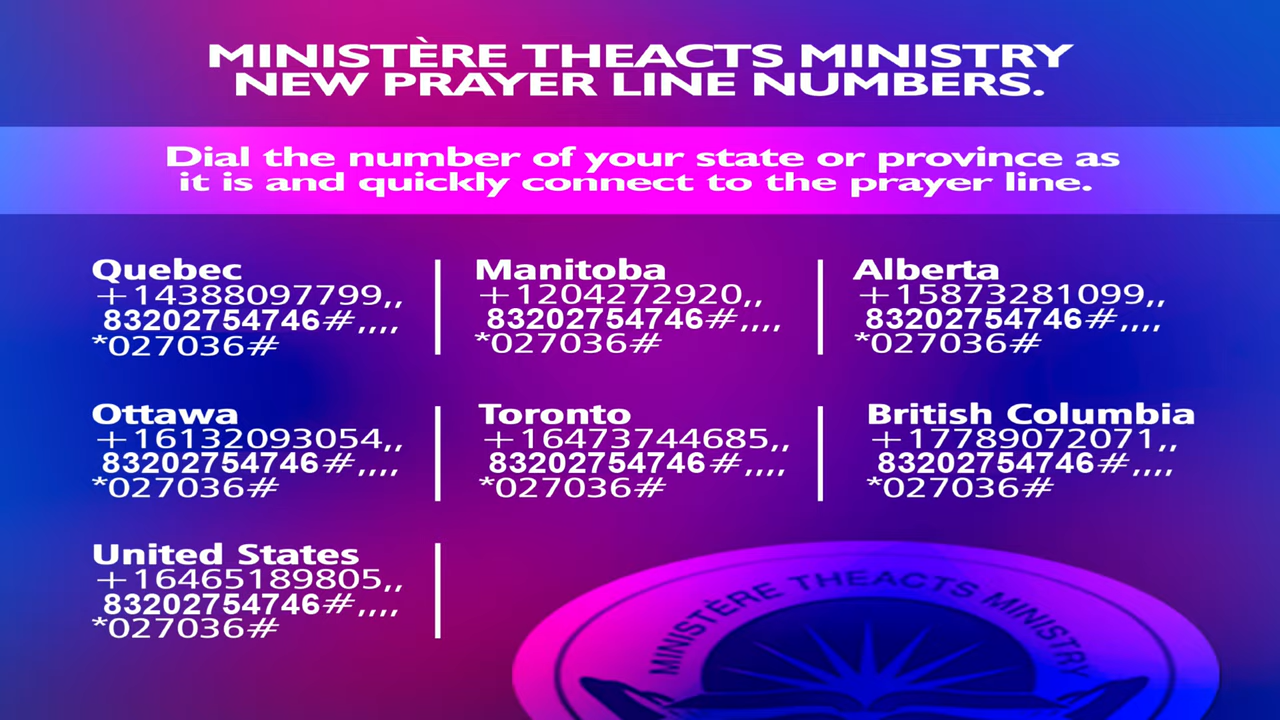 MINISTÈRE THEACTS MINISTRY
NEW PRAYER LINE NUMBERS.
Dial the number of your state or province as
it is and quickly connect to the prayer line.
Quebec
+14388097799,,
83202754746#,,,,
*027036#
Manitoba
+1204272920,,
83202754746#,,,,
*027036#
Alberta
+15873281099,,
83202754746#,,,,
*027036#
Ottawa
+16132093054,,
83202754746#,,,,
*027036#
Toronto
+16473744685,,
83202754746#,,,,
*027036#
British Columbia
+17789072071,,
83202754746#,,,,
*027036#
United States
+16465189805,,
83202754746#,,,,
*027036#
MINISTÈRE THEACTS MINISTRY